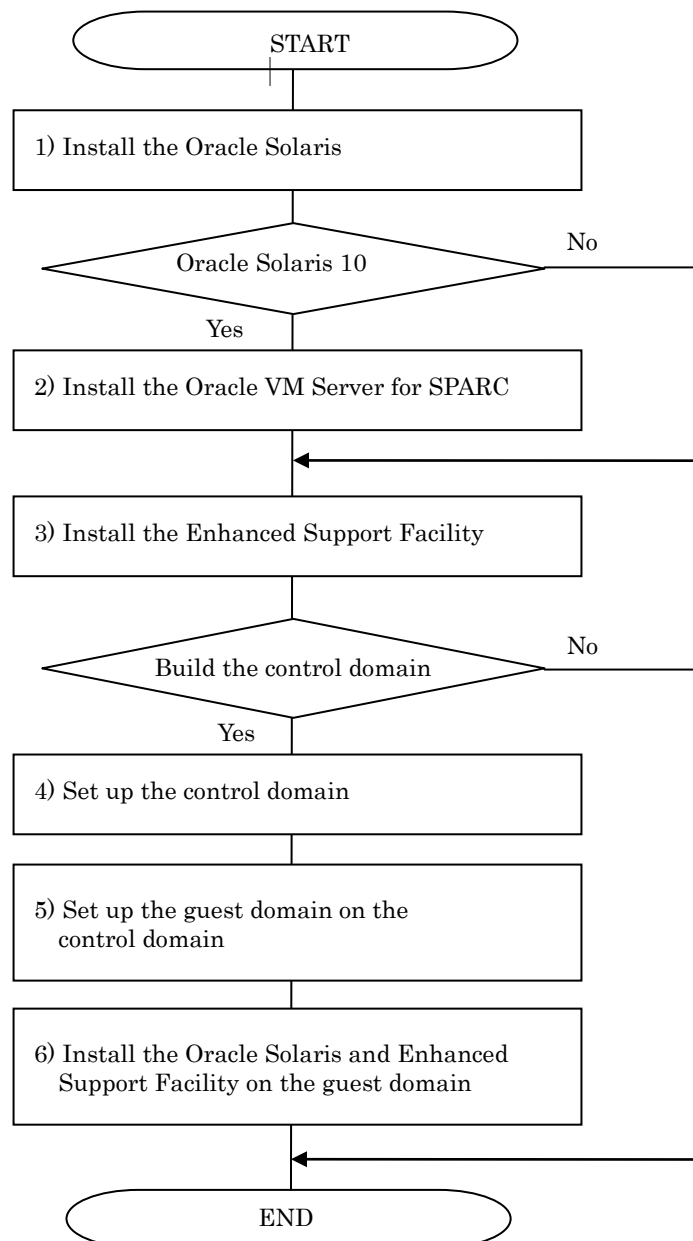 START
1) Install the Oracle Solaris
Oracle Solaris 10
No
Yes
2) Install the Oracle VM Server for SPARC
3) Install the Enhanced Support Facility
Build the control domain
No
Yes
4) Set up the control domain
5) Set up the guest domain on the
control domain
6) Install the Oracle Solaris and Enhanced
Support Facility on the guest domain
END